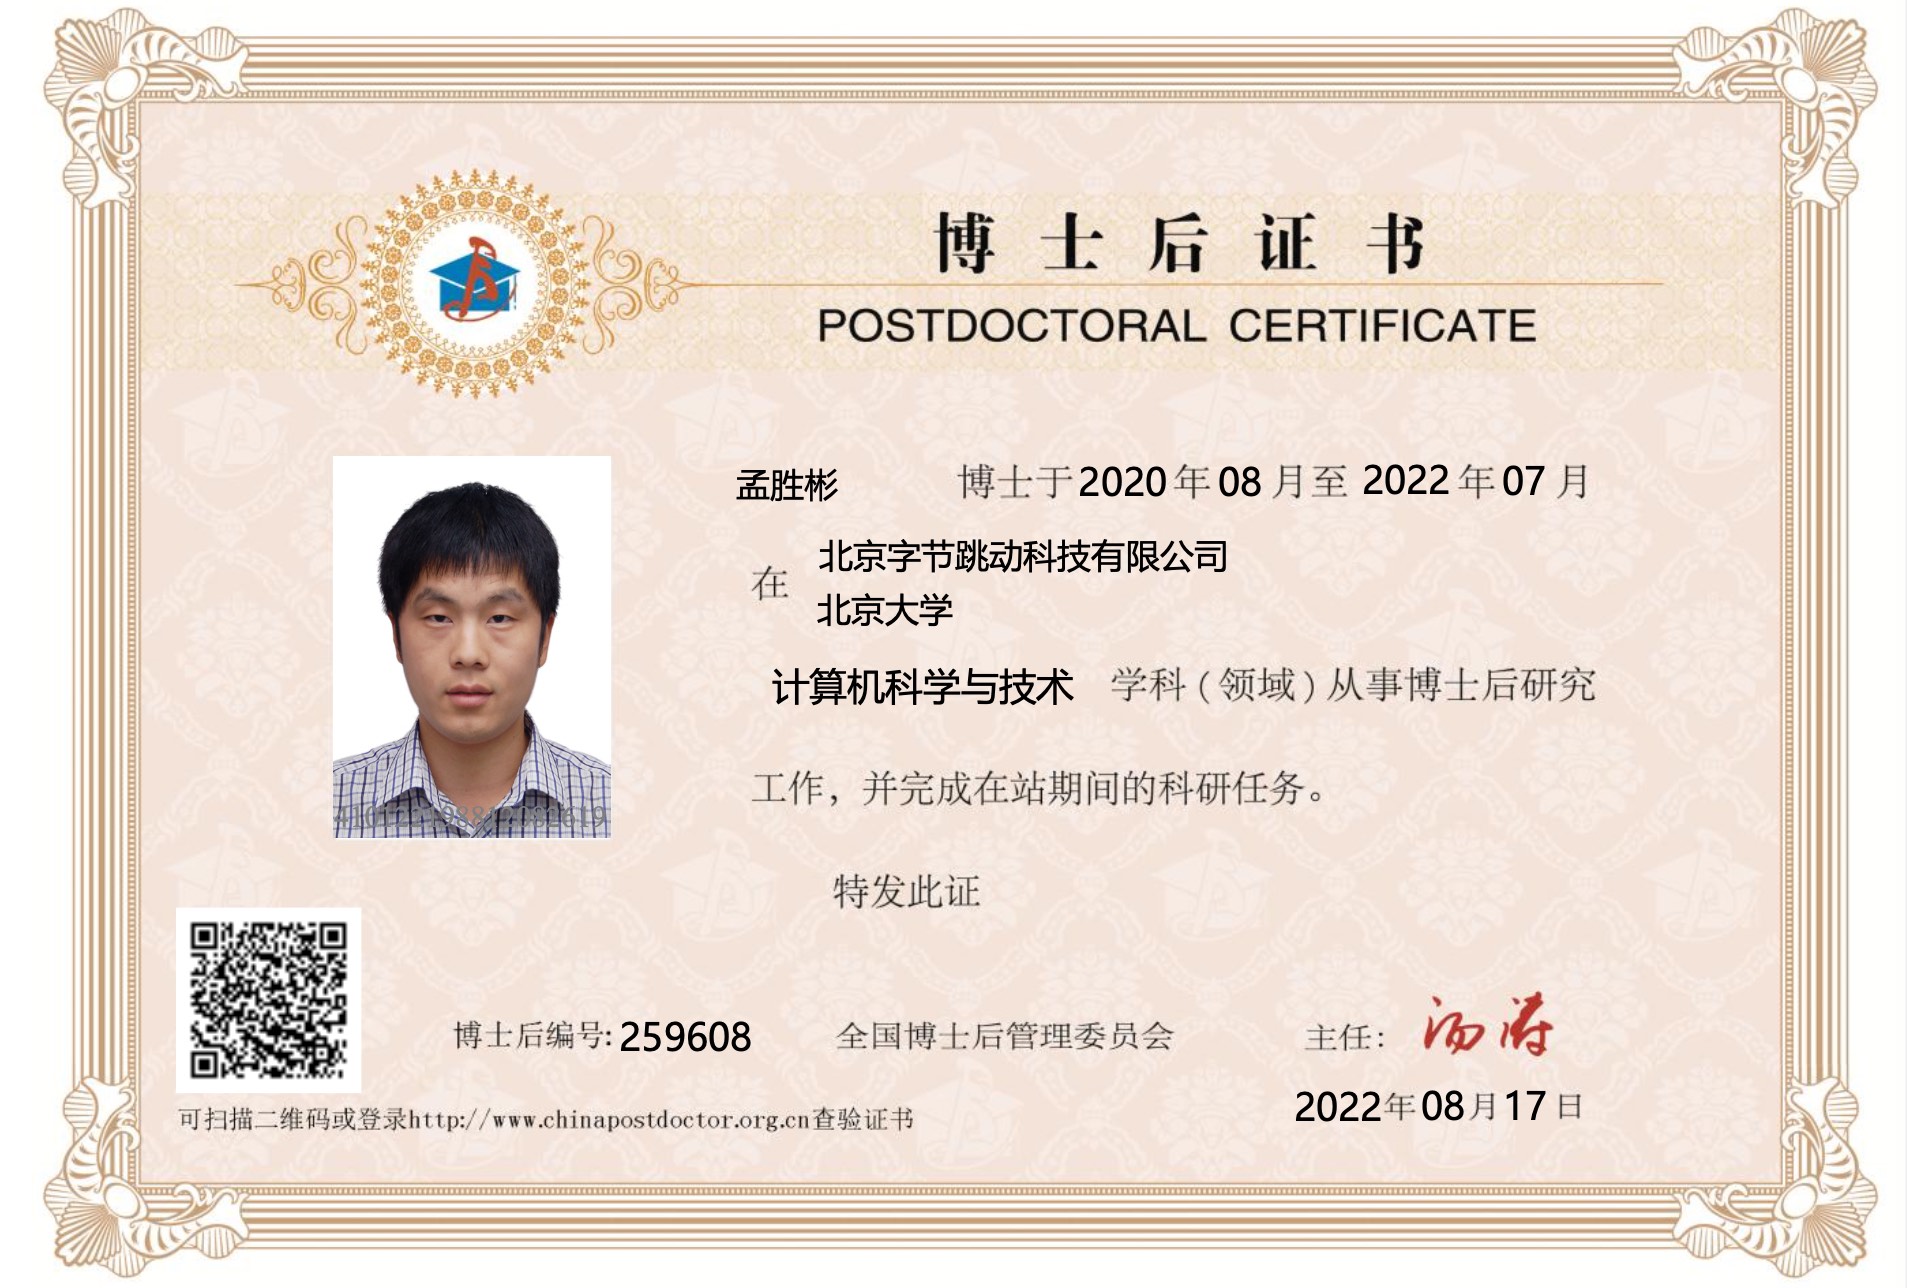 博士后证书
POSTDOCTORAL CERTIFICATE
孟胜彬 博士于2020年08月至2022年07月
在 北京字节跳动科技有限公司
北京大学
计算机科学与技术 学科(领域)从事博士后研究
工作，并完成在站期间的科研任务。
特发此证
博士后编号:259608 全国博士后管理委员会 主任：
2022年08月17日
可扫描二维码或登录http://www.chinapostdoctor.org.cn查验证书